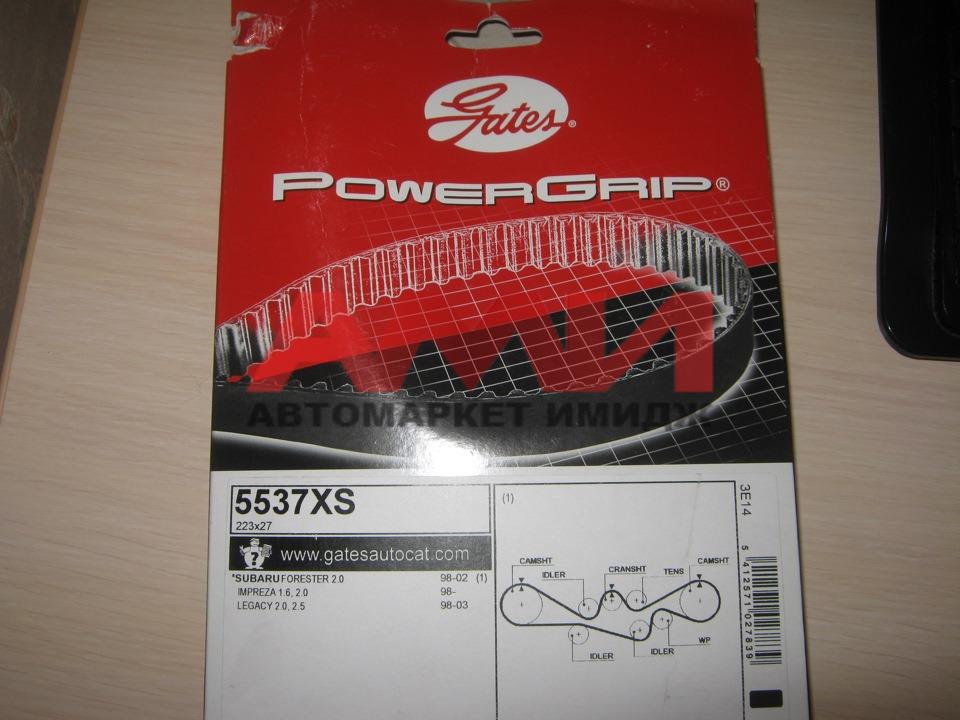 Gates®
POWERGRIP®
АМИ
АВТОМАРКЕТ ИМИДЖ
5537XS
223x27
?
www.gatesautocat.com
*SUBARU FORESTER 2.0 98-02 (1)
IMPREZA 1.6, 2.0 98-
LEGACY 2.0, 2.5 98-03
(1)
CAMSHT
IDLER
CRANSHT
TENS
CAMSHT
WP
IDLER
IDLER
3E14
5 412571 027839